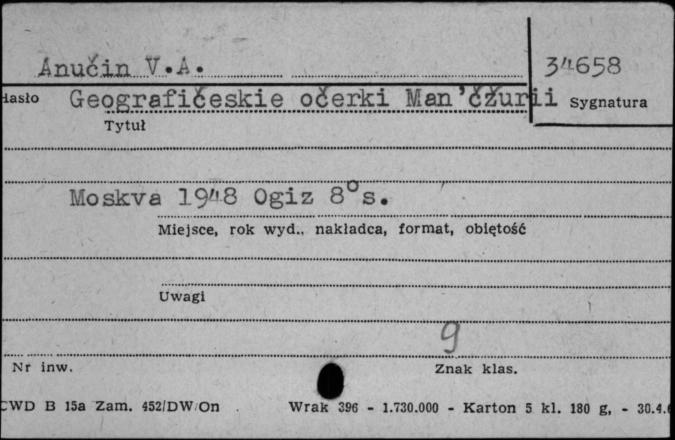 Anučin V.A. 34658
Geografičeskie očerki Man'čžurii Sygnatura
Tytuł
Moskva 1948 Ogiz 8°s.
Miejsce, rok wyd., nakładca, format, obiętość
Uwagi
9
Nr inw. Znak klas.
CWD B 15a Zam. 452/DW/On Wrak 396 - 1.730.000 - Karton 5 kl. 180 g, - 30.4.